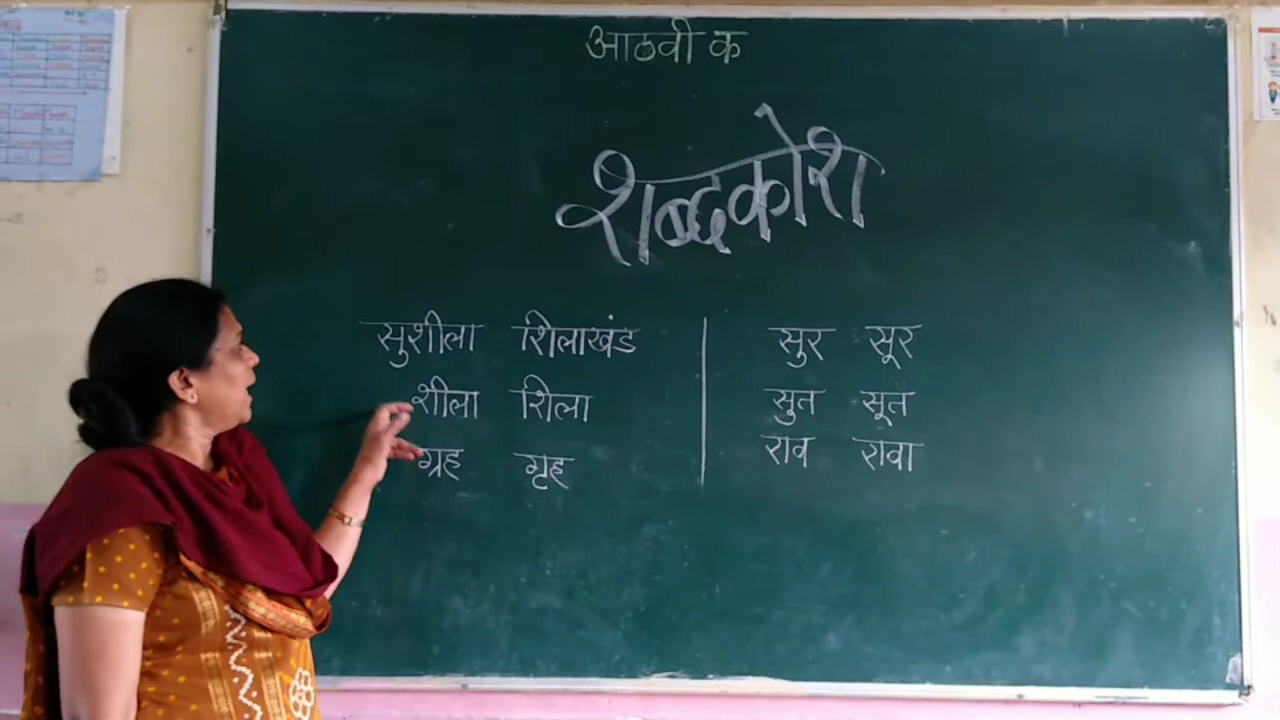 आठवी क
शब्दकोश
सुशीला शिलाखंड
शीला शिला
ग्रह गृह
सुर सूर
सुत सूत
राव रावा